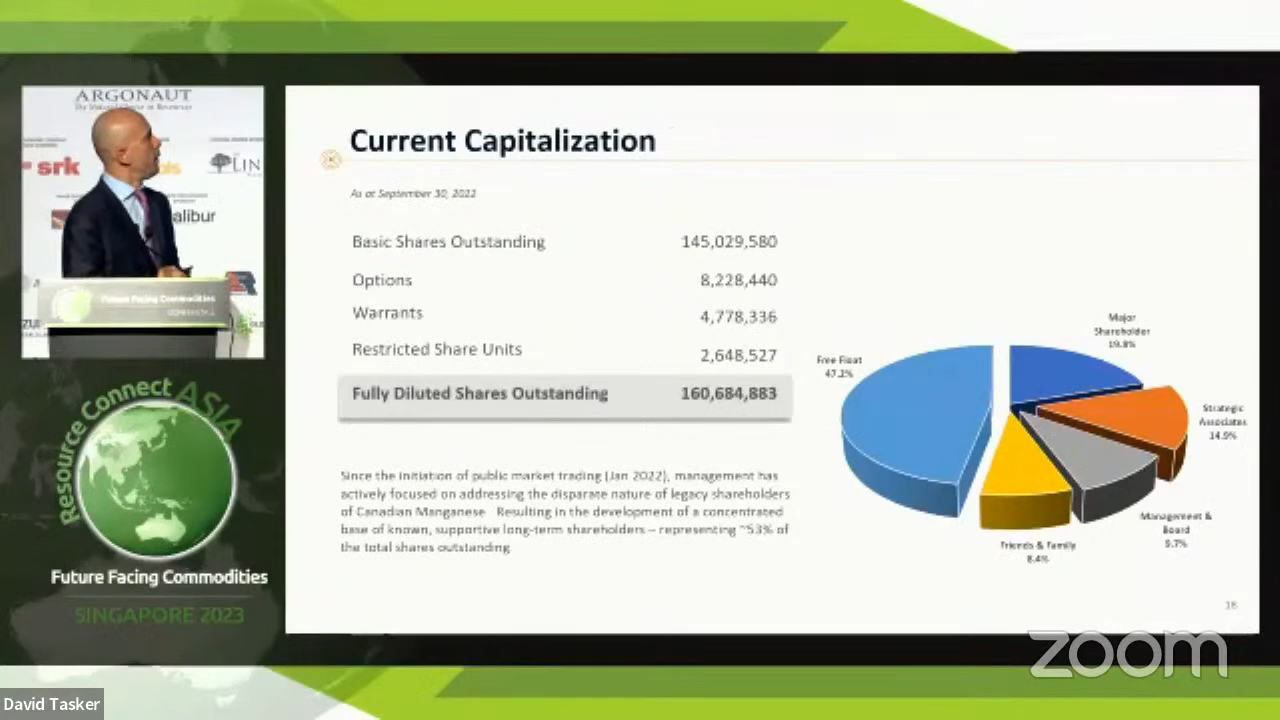 ARGONAUT
srk
LIN
alibur
Future Facing Commodities
Resource Connect ASIA
Future Facing Commodities
SINGAPORE 2023
Current Capitalization
As at September 30, 2022
Basic Shares Outstanding 145,029,580
Options 8,228,440
Warrants 4,778,336
Restricted Share Units 2,648,527
Fully Diluted Shares Outstanding 160,684,883
Since the initiation of public market trading (Jan 2022), management has
actively focused on addressing the disparate nature of legacy shareholders
of Canadian Manganese Resulting in the development of a concentrated
base of known, supportive long-term shareholders – representing ~53% of
the total shares outstanding
Major
Shareholder
19.8%
Free Float
47.2%
Strategic
Associates
14.9%
Management &
Board
9.7%
Friends & Family
8.4%
zoom
David Tasker